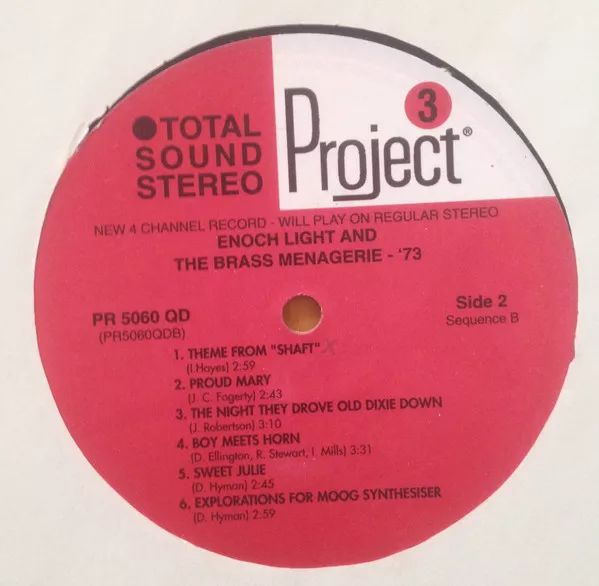 TOTAL
SOUND
STEREO
Project 3®
NEW 4 CHANNEL RECORD - WILL PLAY ON REGULAR STEREO
ENOCH LIGHT AND
THE BRASS MENAGERIE - '73
PR 5060 QD
(PR5060QDB)
Side 2
Sequence B
1. THEME FROM "SHAFT"
(I.Hayes) 2:59
2. PROUD MARY
(J. C. Fogerty) 2:43
3. THE NIGHT THEY DROVE OLD DIXIE DOWN
(J. Robertson) 3:10
4. BOY MEETS HORN
(D. Ellington, R. Stewart, I. Mills) 3:31
5. SWEET JULIE
(D. Hyman) 2:45
6. EXPLORATIONS FOR MOOG SYNTHESISER
(D. Hyman) 2:59